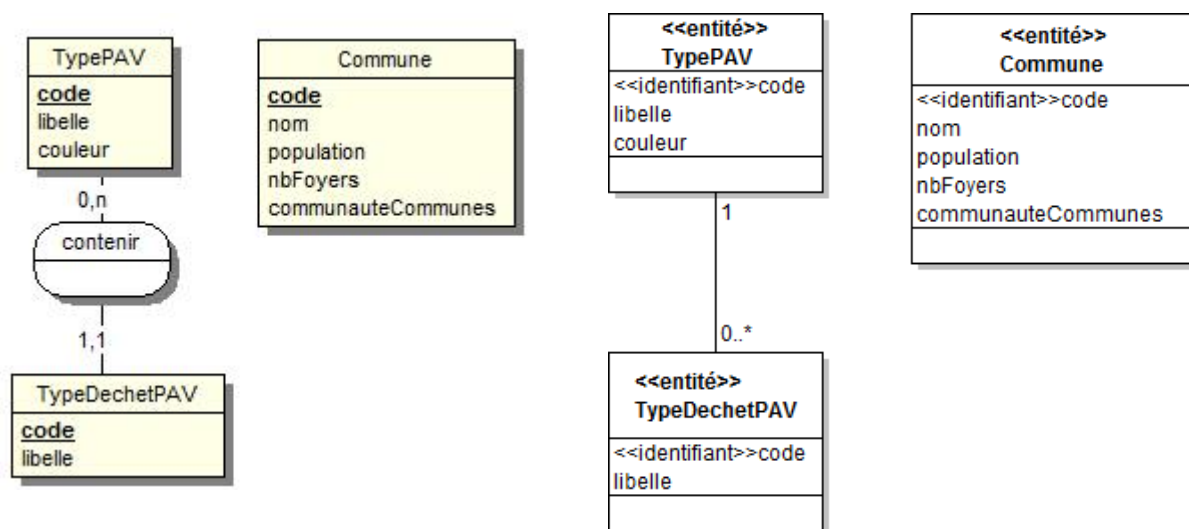 TypePAV
code
libelle
couleur
0,n
contenir
1,1
TypeDechetPAV
code
libelle
Commune
code
nom
population
nbFoyers
communauteCommunes
<<entité>>
TypePAV
<<identifiant>>code
libelle
couleur
1
0..*
<<entité>>
TypeDechetPAV
<<identifiant>>code
libelle
<<entité>>
Commune
<<identifiant>>code
nom
population
nbFoyers
communauteCommunes